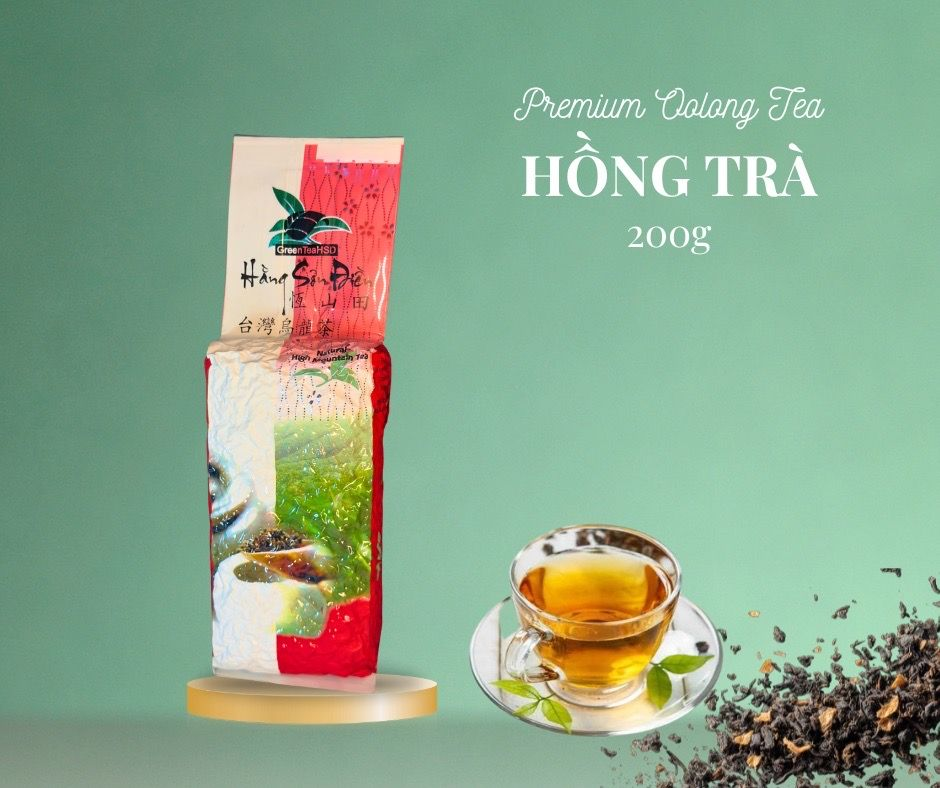 Premium Oolong Tea
HỒNG TRÀ
200g
GreenTeaHSD
Hằng Sơn Điền
恆山田
台灣烏龍茶
Natural
High Mountain Tea